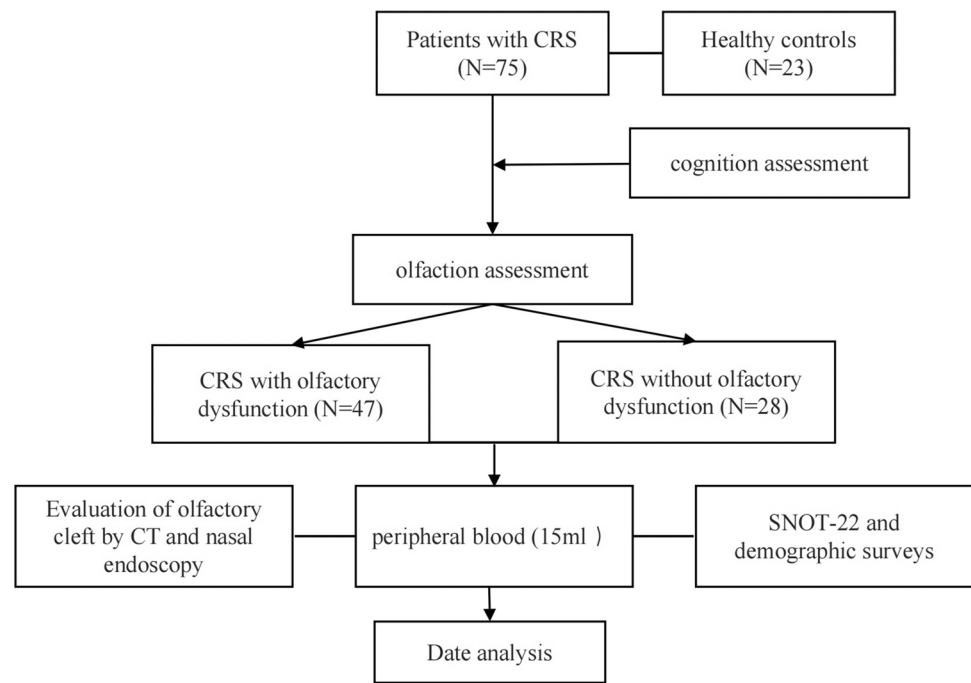 Patients with CRS
(N=75)
Healthy controls
(N=23)
cognition assessment
olfaction assessment
CRS with olfactory
dysfunction (N=47)
CRS without olfactory
dysfunction (N=28)
Evaluation of olfactory
cleft by CT and nasal
endoscopy
peripheral blood (15ml）
SNOT-22 and
demographic surveys
Date analysis